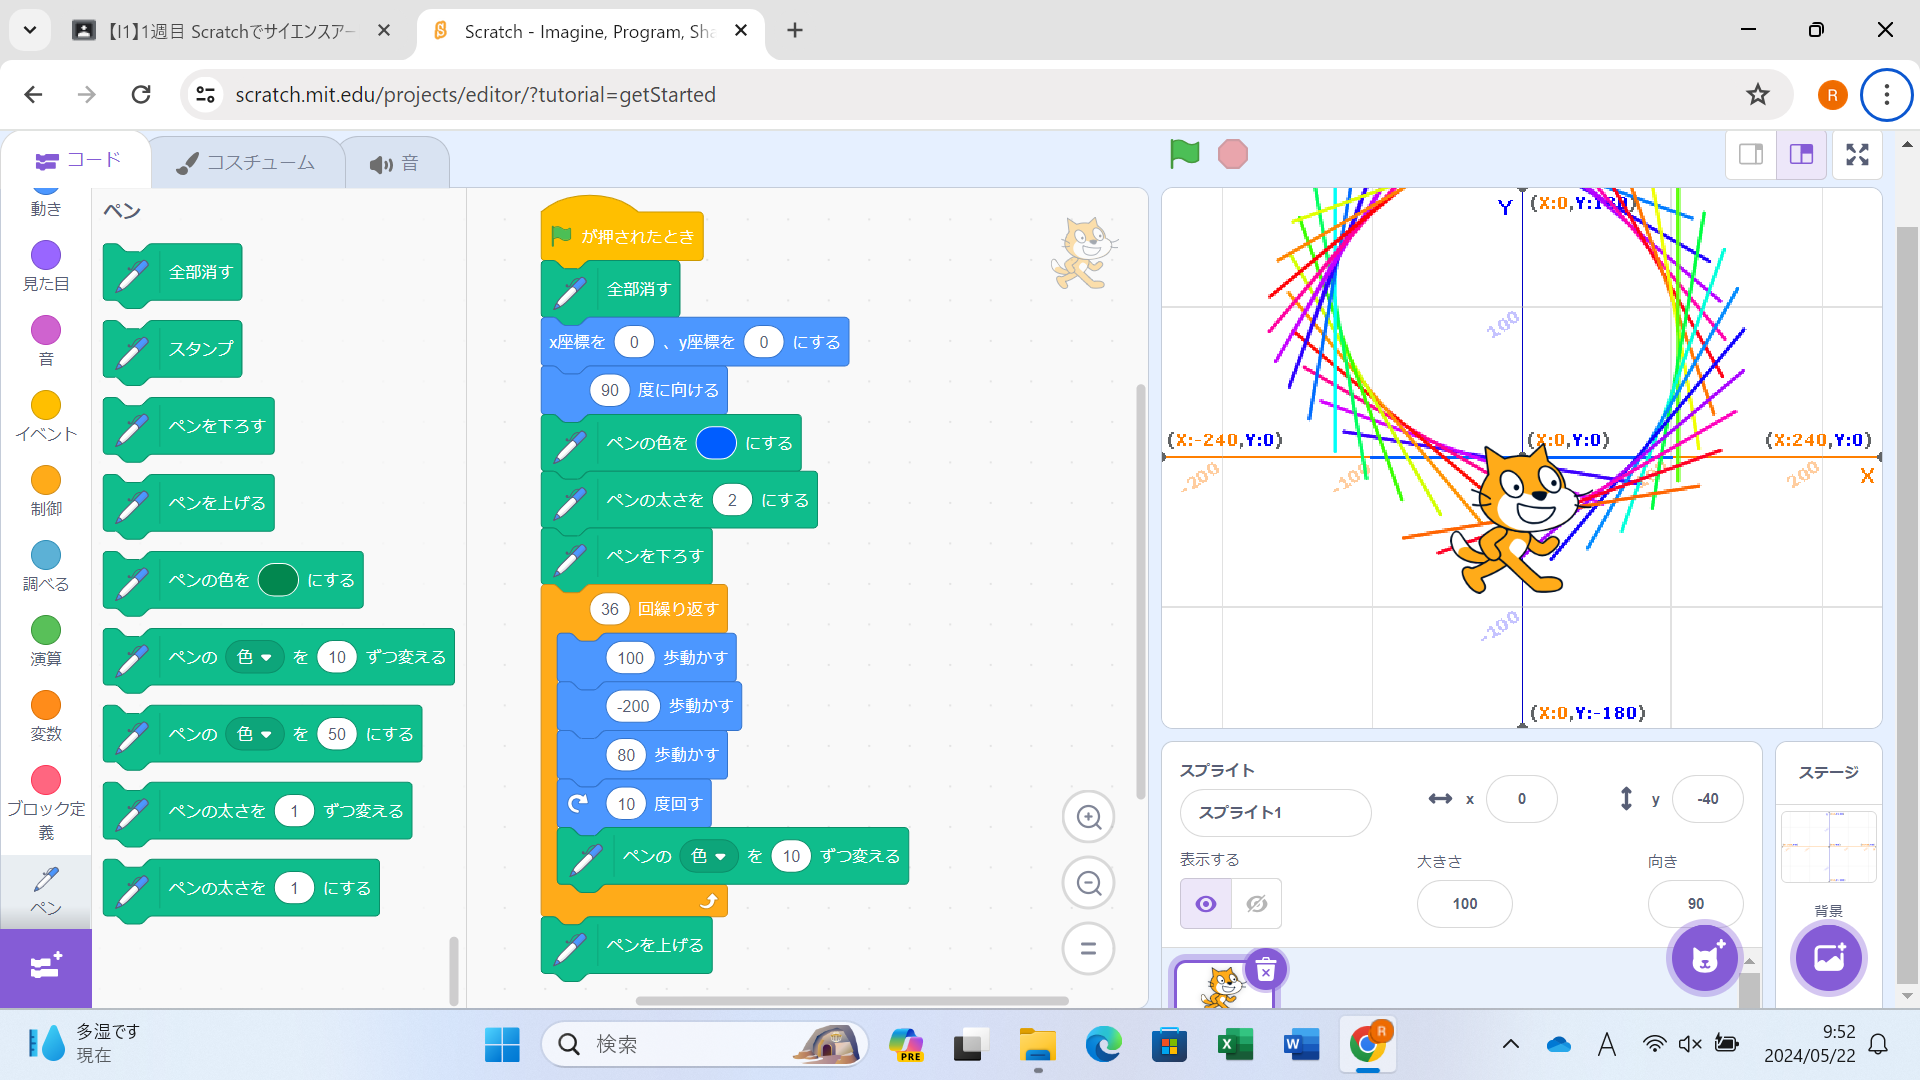 【I1】1週目 Scratchでサイエンスアー
Scratch - Imagine, Program, Sha
scratch.mit.edu/projects/editor/?tutorial=getStarted
R
コード
コスチューム
音
動き
見た目
音
イベント
制御
調べる
演算
変数
ブロック定
義
ペン
ペン
全部消す
スタンプ
ペンを下ろす
ペンを上げる
ペンの色を にする
ペンの 色 を 10 ずつ変える
ペンの 色 を 50 にする
ペンの太さを 1 ずつ変える
ペンの太さを 1 にする
が押されたとき
全部消す
x座標を 0 、y座標を 0 にする
90 度に向ける
ペンの色を にする
ペンの太さを 2 にする
ペンを下ろす
36 回繰り返す
100 歩動かす
-200 歩動かす
80 歩動かす
10 度回す
ペンの 色 を 10 ずつ変える
ペンを上げる
Y
(X:0,Y:180)
100
(X:-240,Y:0)
(X:0,Y:0)
(X:240,Y:0)
-200
-100
200
X
-100
(X:0,Y:-180)
スプライト
スプライト1
x 0
y -40
表示する
大きさ
100
向き
90
ステージ
背景
多湿です
現在
検索
PRE
R
A
9:52
2024/05/22